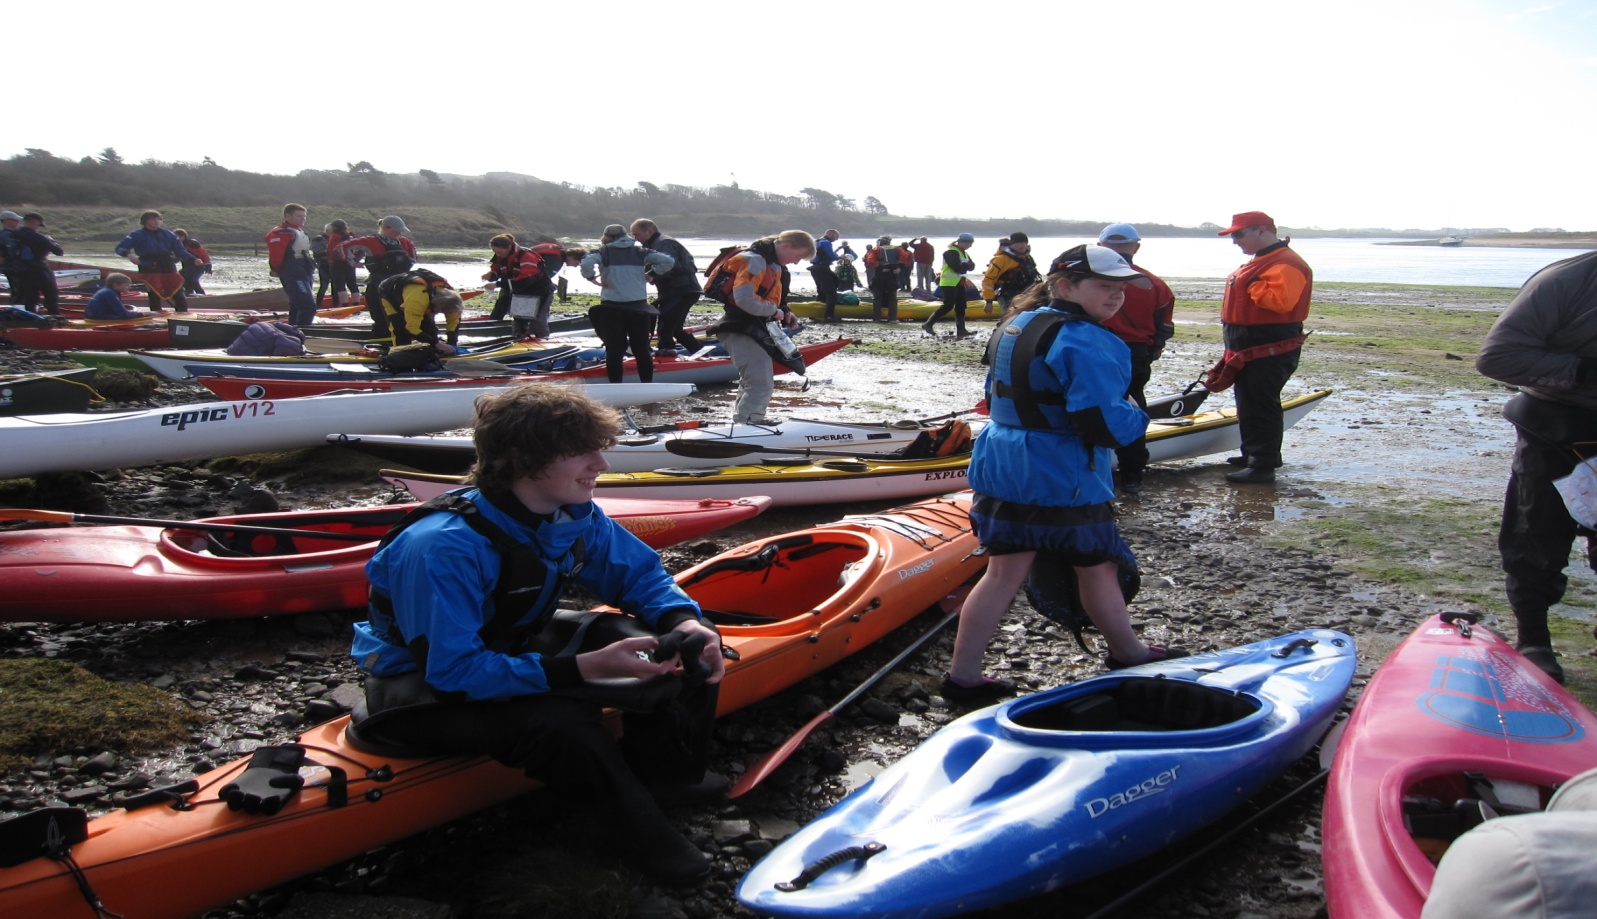 epic V12
TIDERACE
EXPLO
Dagger
Dagger